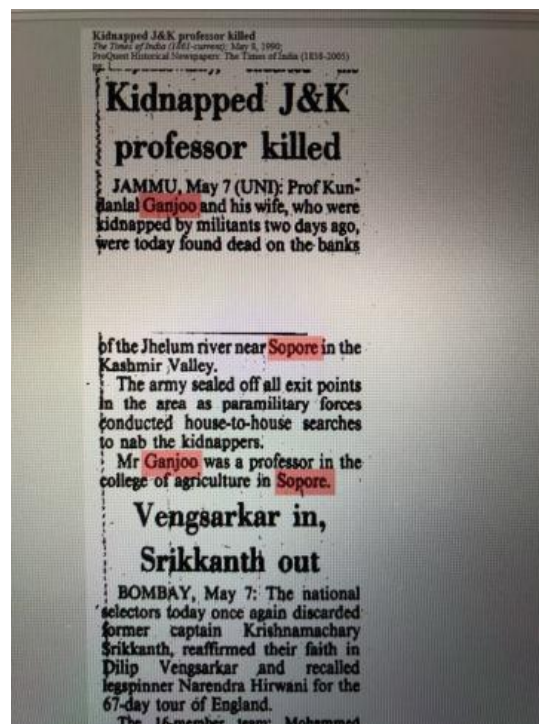 Kidnapped J&K professor killed
The Times of India (1861-current); May 8, 1990;
ProQuest Historical Newspapers: The Times of India (1838-2005)
pg.
the
Kidnapped J&K
professor killed
JAMMU, May 7 (UNI): Prof Kun-
danlal Ganjoo and his wife, who were
kidnapped by militants two days ago,
were today found dead on the banks
of the Jhelum river near Sopore in the
Kashmir Valley.
The army sealed off all exit points
in the area as paramilitary forces
conducted house-to-house searches
to nab the kidnappers.
Mr Ganjoo was a professor in the
college of agriculture in Sopore.
Vengsarkar in,
Srikkanth out
BOMBAY, May 7: The national
selectors today once again discarded
former captain Krishnamachary
Srikkanth, reaffirmed their faith in
Dilip Vengsarkar and recalled
legspinner Narendra Hirwani for the
67-day tour of England.
The 16-member team: Mohammed